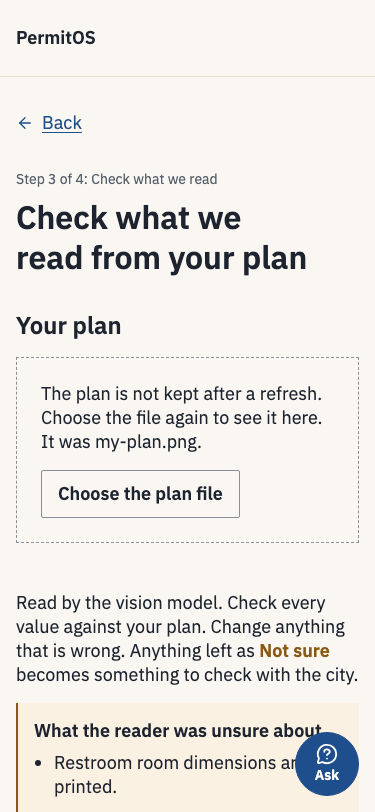 PermitOS
← Back
Step 3 of 4: Check what we read
Check what we
read from your plan
Your plan
The plan is not kept after a refresh.
Choose the file again to see it here.
It was my-plan.png.
Choose the plan file
Read by the vision model. Check every
value against your plan. Change anything
that is wrong. Anything left as Not sure
becomes something to check with the city.
What the reader was unsure about
• Restroom room dimensions
printed.
Ask